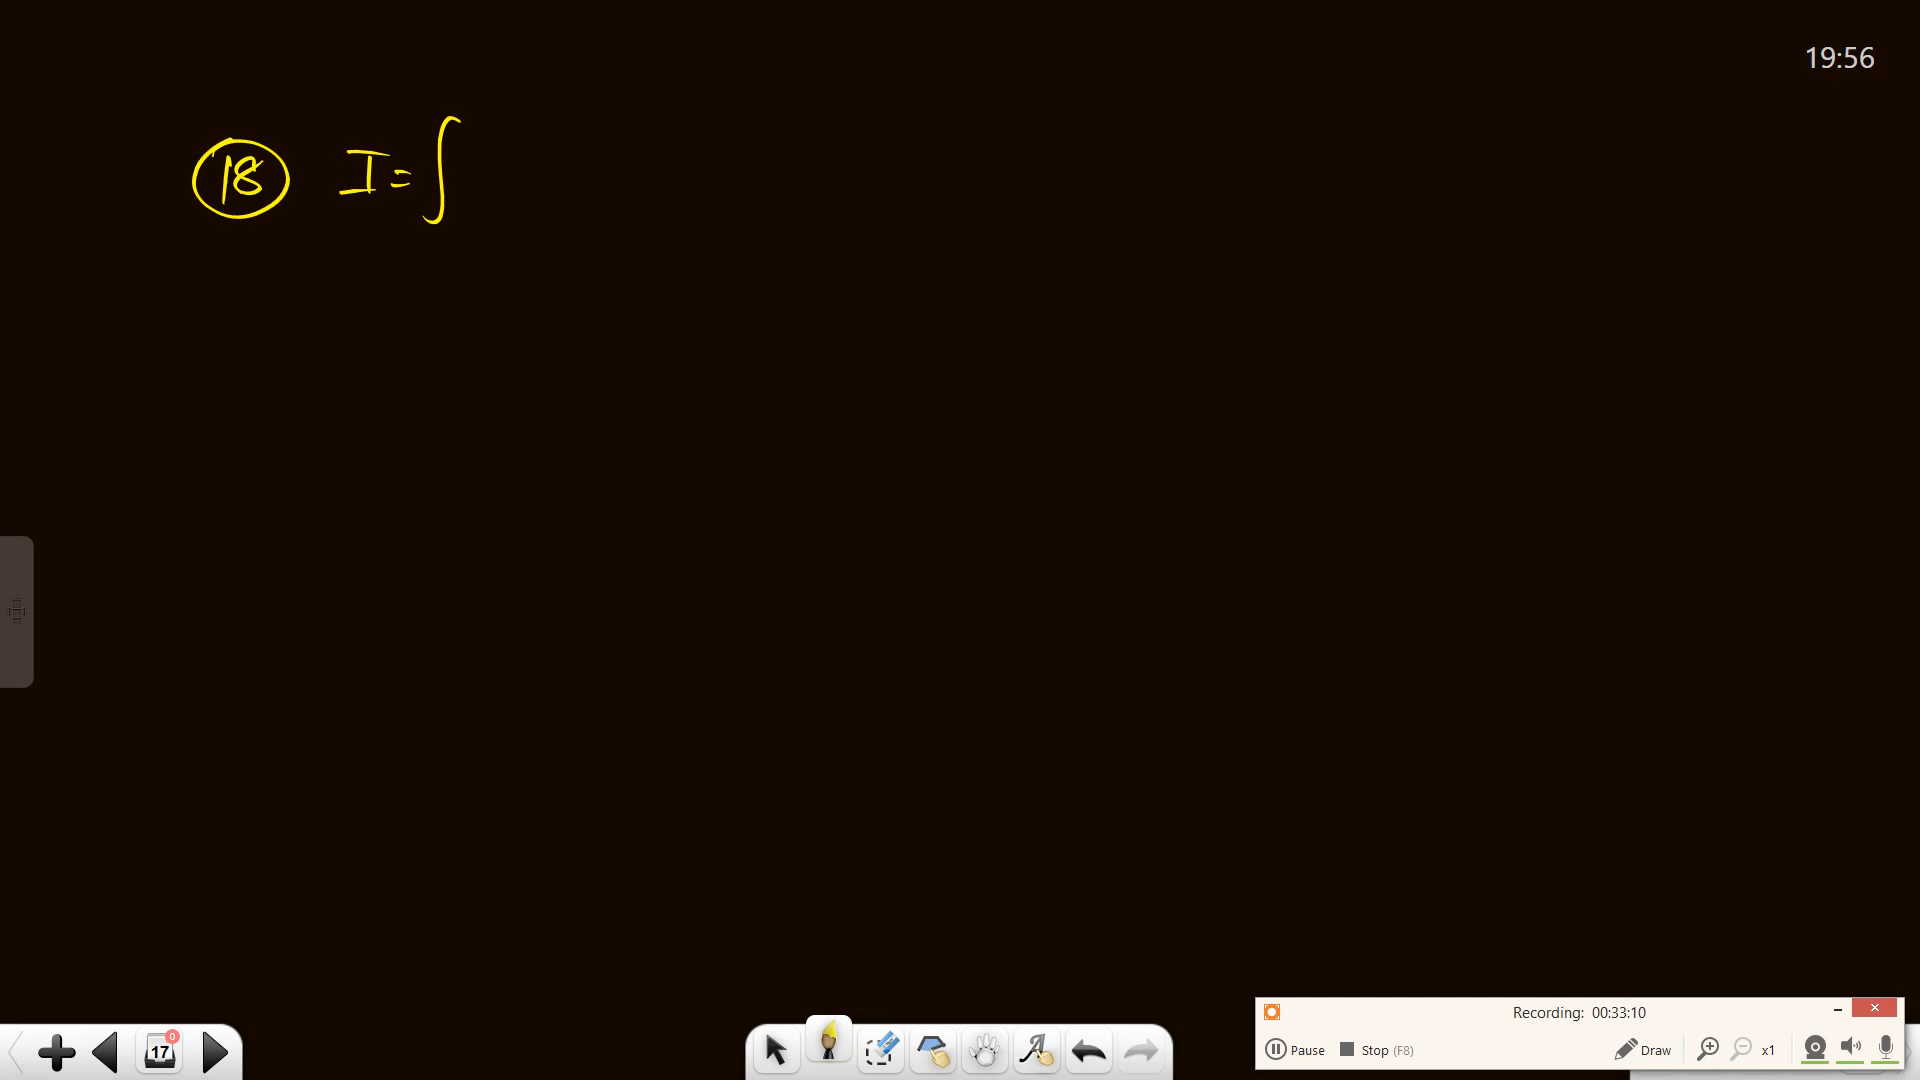 19:56
18 I = ∫
17
0
Recording: 00:33:10
Pause Stop (F8) Draw x1